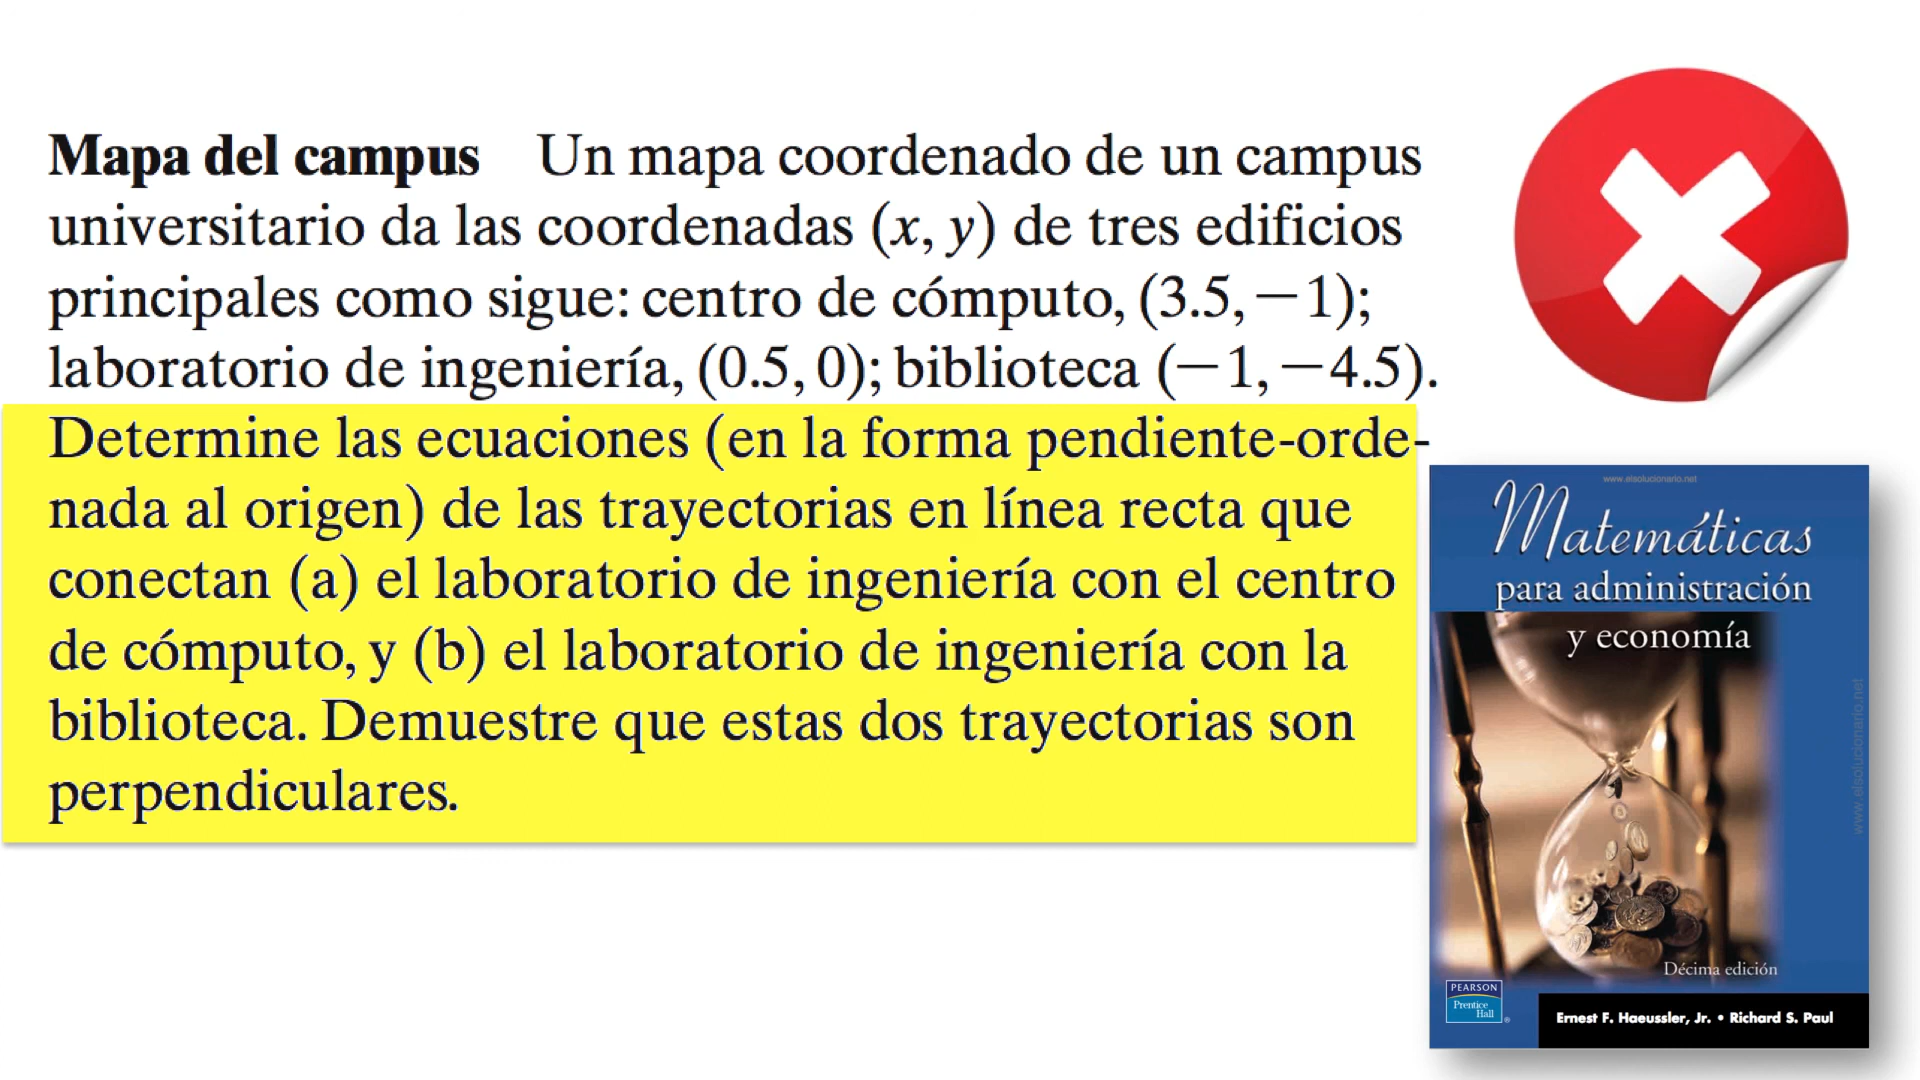 Mapa del campus Un mapa coordenado de un campus
universitario da las coordenadas (x, y) de tres edificios
principales como sigue: centro de cómputo, (3.5, −1);
laboratorio de ingeniería, (0.5, 0); biblioteca (−1, −4.5).
Determine las ecuaciones (en la forma pendiente-orde-
nada al origen) de las trayectorias en línea recta que
conectan (a) el laboratorio de ingeniería con el centro
de cómputo, y (b) el laboratorio de ingeniería con la
biblioteca. Demuestre que estas dos trayectorias son
perpendiculares.
www.elsolucionario.net
Matemáticas
para administración
y economía
www.elsolucionario.net
Décima edición
PEARSON
Prentice
Hall
®
Ernest F. Haeussler, Jr. • Richard S. Paul